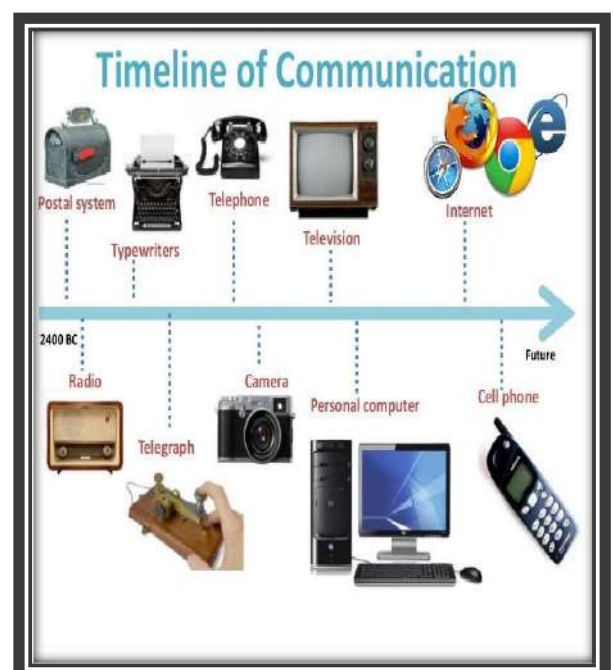 Timeline of Communication
Postal system
Typewriters
Telephone
Television
Internet
2400 BC
Future
Radio
Telegraph
Camera
Personal computer
Cell phone